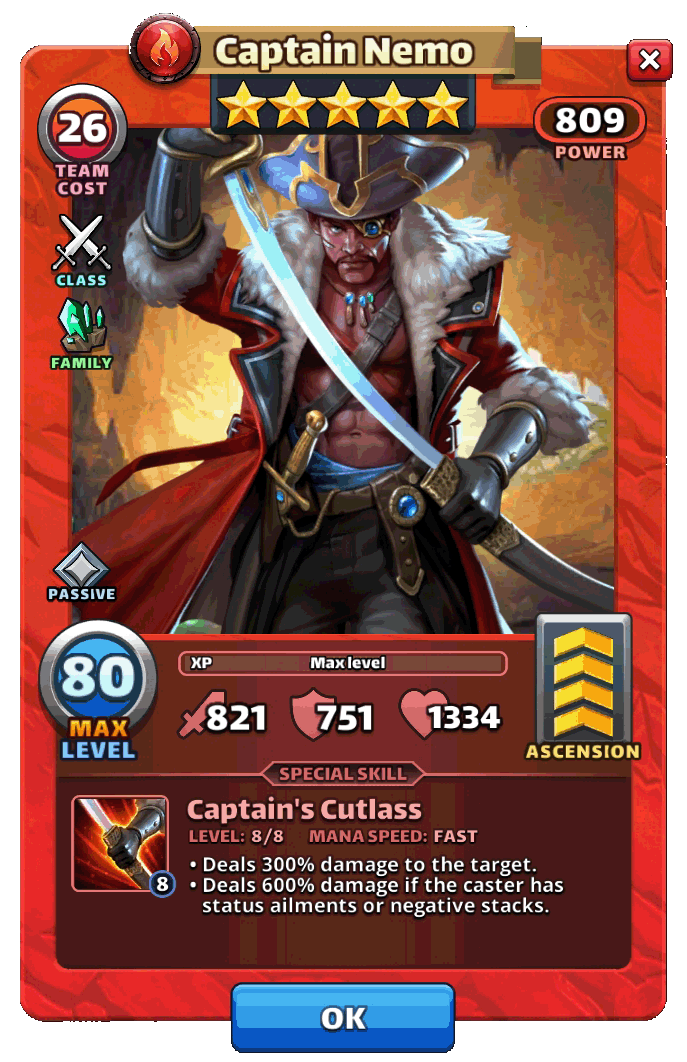 Captain Nemo
26
TEAM
COST
809
POWER
CLASS
FAMILY
PASSIVE
80
MAX
LEVEL
XP
Max level
821
751
1334
ASCENSION
SPECIAL SKILL
Captain's Cutlass
LEVEL: 8/8 MANA SPEED: FAST
8
• Deals 300% damage to the target.
• Deals 600% damage if the caster has
status ailments or negative stacks.
OK